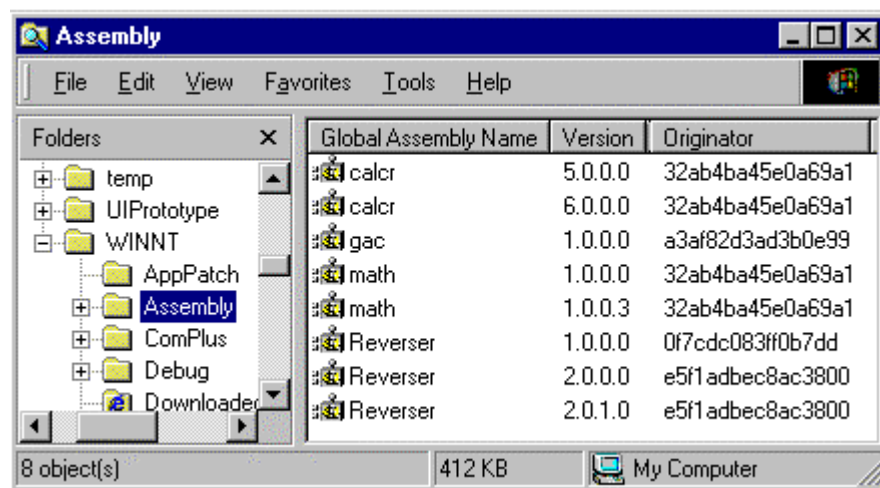 Assembly
File Edit View Favorites Tools Help
Folders
temp
UIPrototype
WINNT
AppPatch
Assembly
ComPlus
Debug
Downloaded
Global Assembly Name Version Originator
calcr 5.0.0.0 32ab4ba45e0a69a1
calcr 6.0.0.0 32ab4ba45e0a69a1
gac 1.0.0.0 a3af82d3ad3b0e99
math 1.0.0.0 32ab4ba45e0a69a1
math 1.0.0.3 32ab4ba45e0a69a1
Reverser 1.0.0.0 0f7cdc083ff0b7dd
Reverser 2.0.0.0 e5f1adbec8ac3800
Reverser 2.0.1.0 e5f1adbec8ac3800
8 object(s) 412 KB My Computer